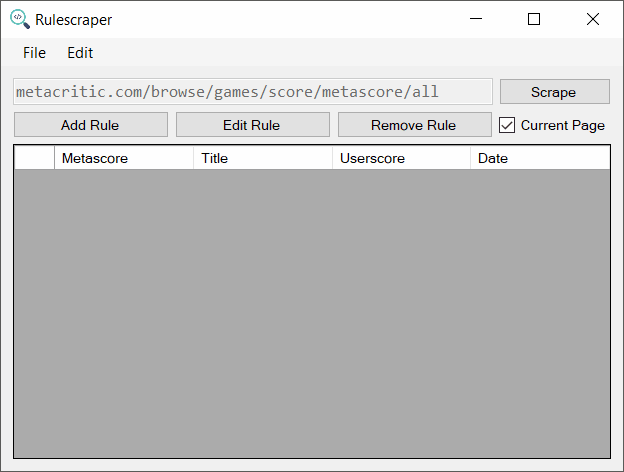 Rulescraper
File Edit
metacritic.com/browse/games/score/metascore/all Scrape
Add Rule Edit Rule Remove Rule Current Page
Metascore Title Userscore Date